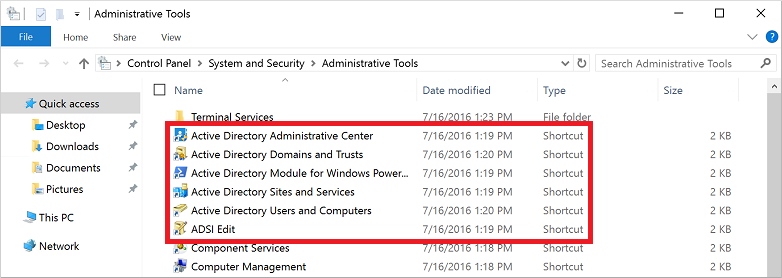 Administrative Tools
File Home Share View
Control Panel > System and Security > Administrative Tools
Search Administrative Tools
Name Date modified Type Size
Quick access
Desktop
Downloads
Documents
Pictures
This PC
Network
Terminal Services 7/16/2016 1:23 PM File folder
Active Directory Administrative Center 7/16/2016 1:19 PM Shortcut 2 KB
Active Directory Domains and Trusts 7/16/2016 1:20 PM Shortcut 2 KB
Active Directory Module for Windows Power... 7/16/2016 1:19 PM Shortcut 2 KB
Active Directory Sites and Services 7/16/2016 1:19 PM Shortcut 2 KB
Active Directory Users and Computers 7/16/2016 1:20 PM Shortcut 2 KB
ADSI Edit 7/16/2016 1:19 PM Shortcut 2 KB
Component Services 7/16/2016 1:18 PM Shortcut 2 KB
Computer Management 7/16/2016 1:18 PM Shortcut 2 KB